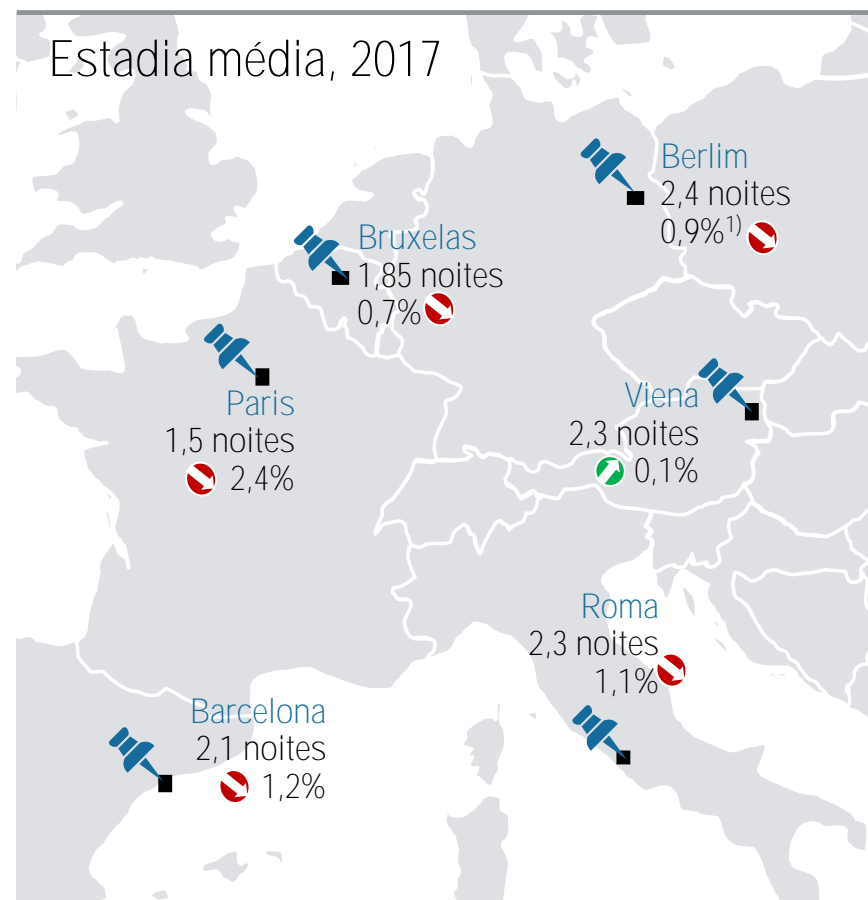 Estadia média, 2017
Berlim
2,4 noites
0,9%1)
Bruxelas
1,85 noites
0,7%
Paris
1,5 noites
2,4%
Viena
2,3 noites
0,1%
Roma
2,3 noites
1,1%
Barcelona
2,1 noites
1,2%